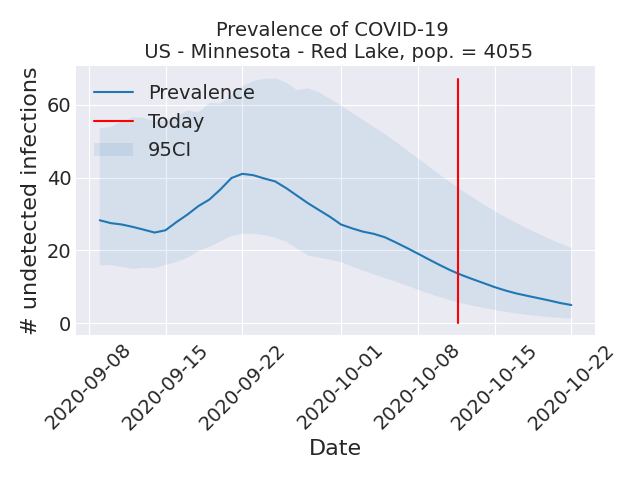 Prevalence of COVID-19
US - Minnesota - Red Lake, pop. = 4055
# undetected infections
60
40
20
0
Prevalence
Today
95CI
2020-09-08
2020-09-15
2020-09-22
2020-10-01
2020-10-08
2020-10-15
2020-10-22
Date